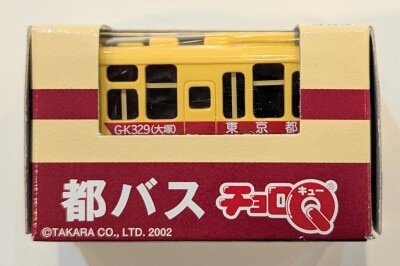 G-K329(大塚) 東京都
都バス チョロQ キュー ®
©TAKARA CO., LTD. 2002